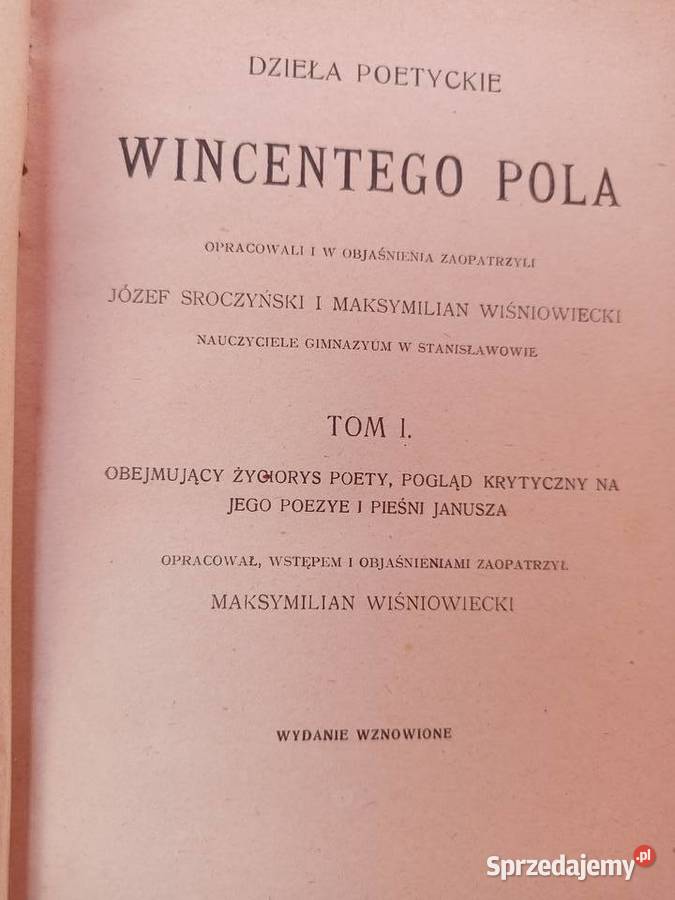 DZIEŁA POETYCKIE
WINCENTEGO POLA
OPRACOWALI I W OBJAŚNIENIA ZAOPATRZYLI
JÓZEF SROCZYŃSKI I MAKSYMILIAN WIŚNIOWIECKI
NAUCZYCIELE GIMNAZYUM W STANISŁAWOWIE
TOM I.
OBEJMUJĄCY ŻYCIORYS POETY, POGLĄD KRYTYCZNY NA
JEGO POEZYE I PIEŚNI JANUSZA
OPRACOWAŁ, WSTĘPEM I OBJAŚNIENIAMI ZAOPATRZYŁ
MAKSYMILIAN WIŚNIOWIECKI
WYDANIE WZNOWIONE
Sprzedajemy.pl